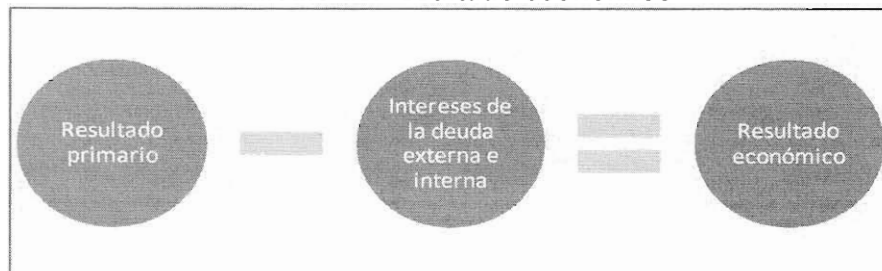 Resultado
primario
Intereses de
la deuda
externa e
interna
Resultado
económico